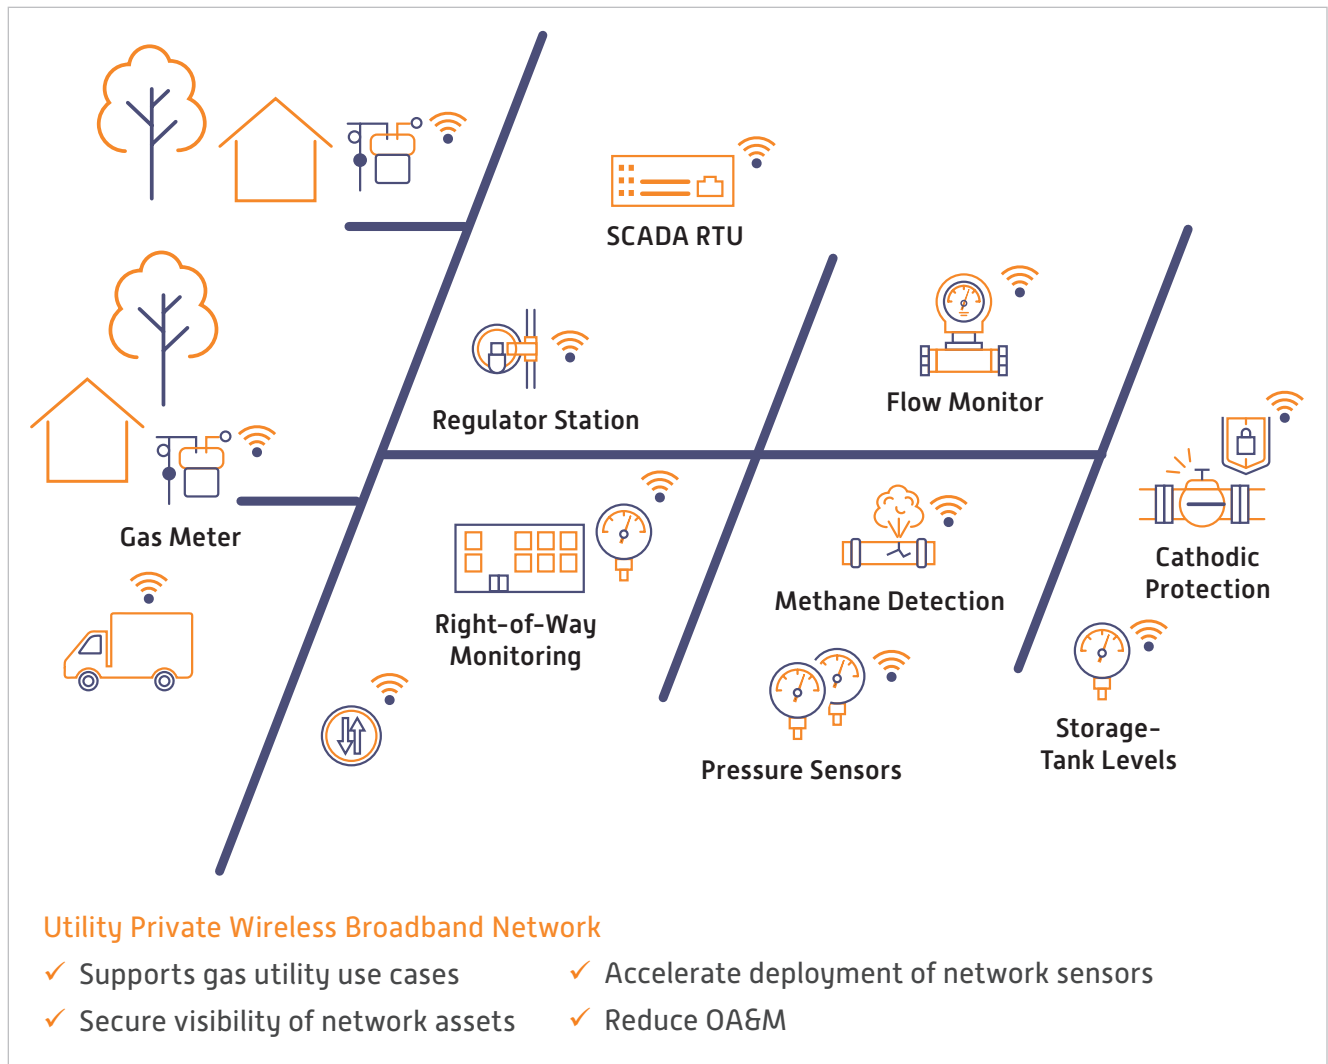 SCADA RTU
Regulator Station
Flow Monitor
Gas Meter
Cathodic
Protection
Methane Detection
Right-of-Way
Monitoring
Storage-
Tank Levels
Pressure Sensors
Utility Private Wireless Broadband Network
✓ Supports gas utility use cases
✓ Accelerate deployment of network sensors
✓ Secure visibility of network assets
✓ Reduce OA&M